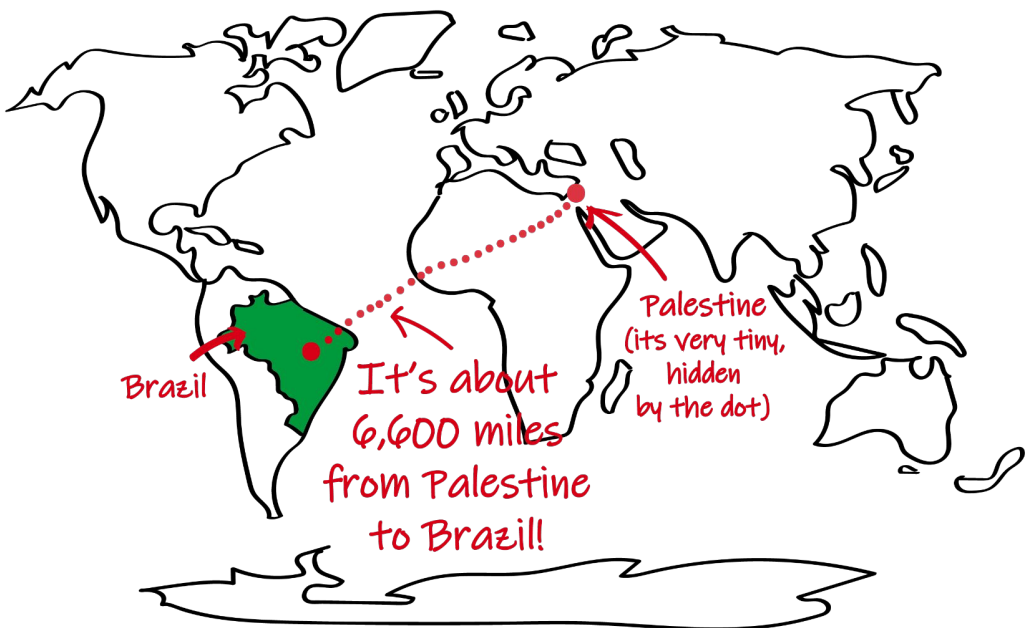 Palestine
(its very tiny,
hidden
by the dot)
Brazil
It's about
6,600 miles
from Palestine
to Brazil!